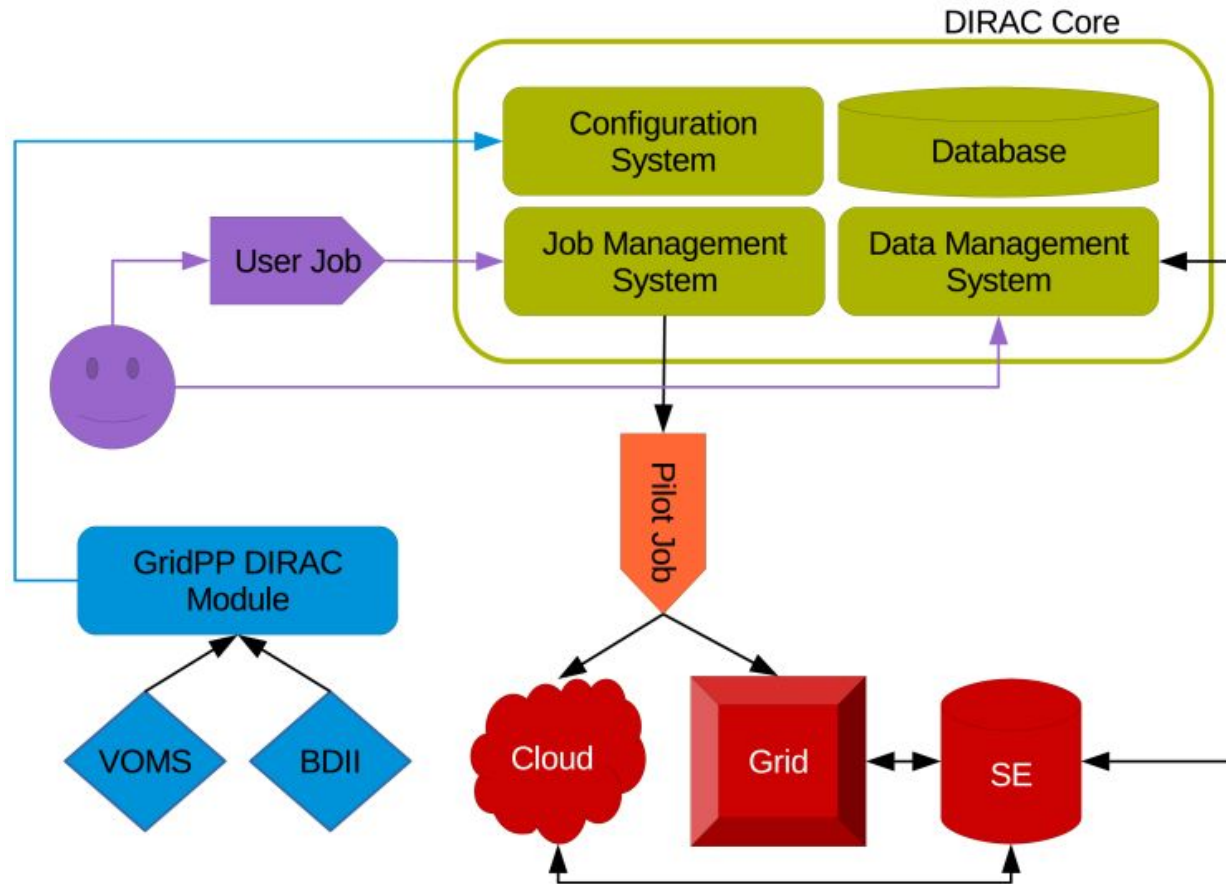 DIRAC Core
Configuration
System
Database
User Job
Job Management
System
Data Management
System
Pilot Job
GridPP DIRAC
Module
VOMS
BDII
Cloud
Grid
SE